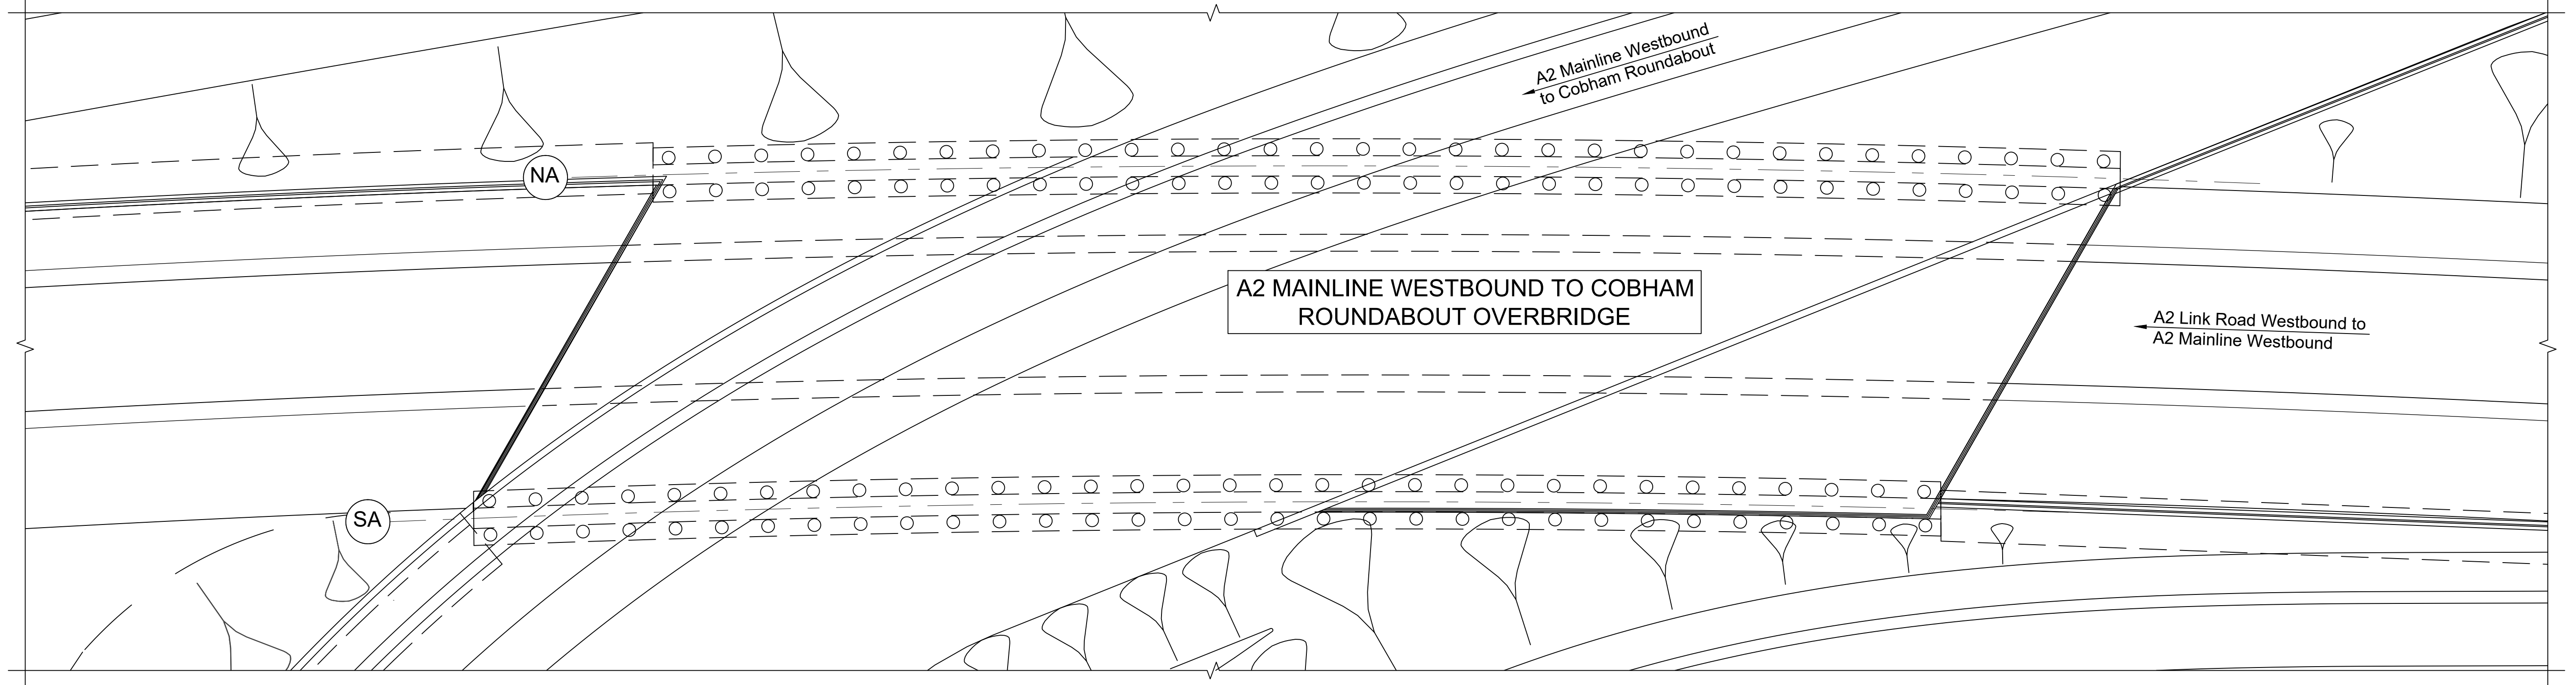 A2 Mainline Westbound
to Cobham Roundabout
NA
A2 MAINLINE WESTBOUND TO COBHAM
ROUNDABOUT OVERBRIDGE
A2 Link Road Westbound to
A2 Mainline Westbound
SA